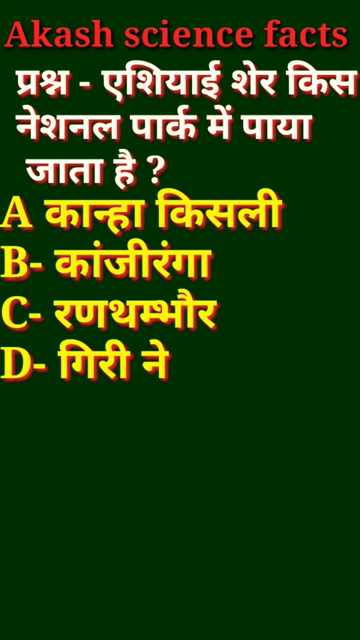 Akash science facts
प्रश्न - एशियाई शेर किस
नेशनल पार्क में पाया
जाता है ?
A कान्हा किसली
B- कांजीरंगा
C- रणथम्भौर
D- गिरी ने